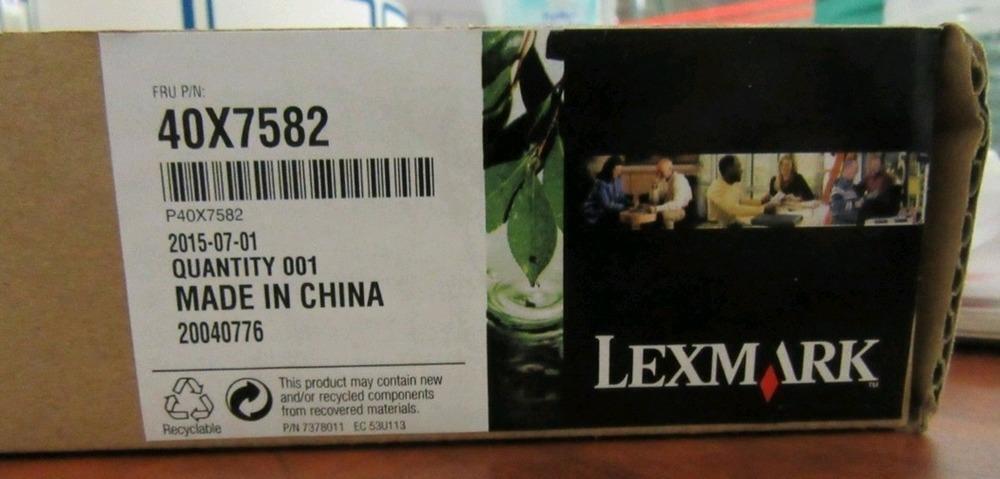 FRU P/N:
40X7582
P40X7582
2015-07-01
QUANTITY 001
MADE IN CHINA
20040776
This product may contain new
and/or recycled components
from recovered materials.
Recyclable
P/N 7378011 EC 53U113
LEXMARK™